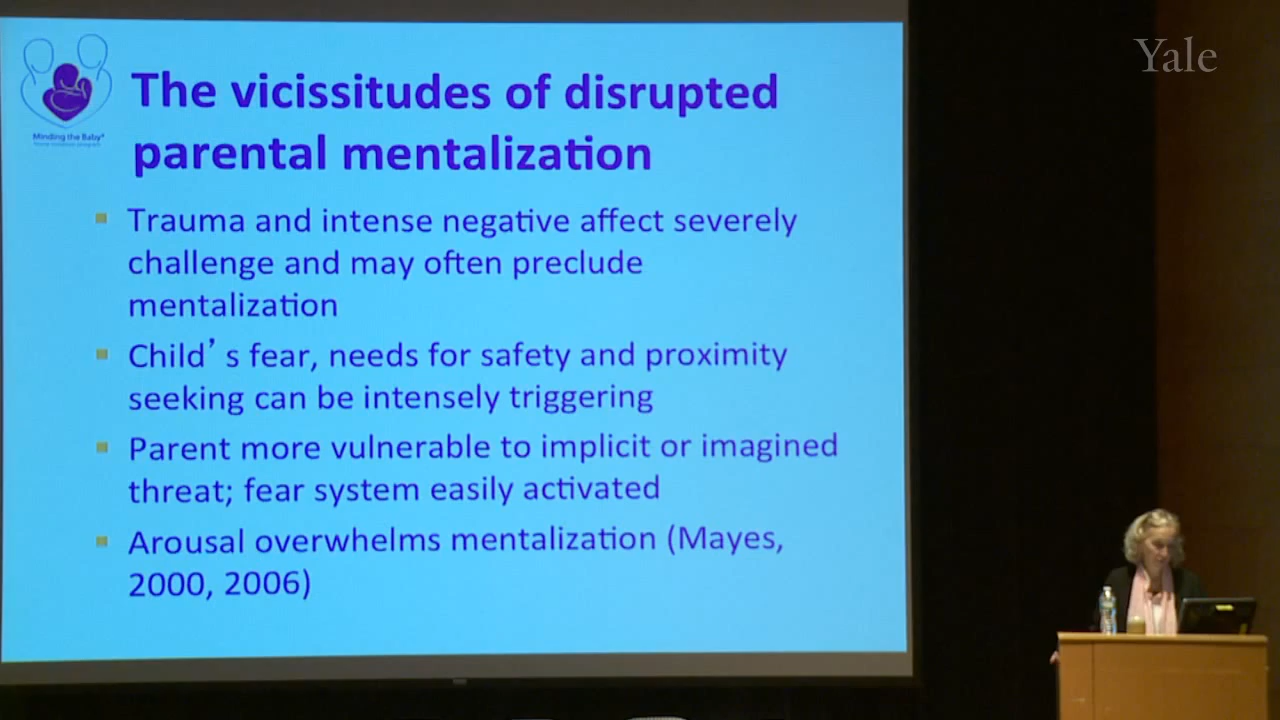 Yale
The vicissitudes of disrupted
parental mentalization
Minding the Baby®
▪ Trauma and intense negative affect severely
challenge and may often preclude
mentalization
▪ Child’s fear, needs for safety and proximity
seeking can be intensely triggering
▪ Parent more vulnerable to implicit or imagined
threat; fear system easily activated
▪ Arousal overwhelms mentalization (Mayes,
2000, 2006)